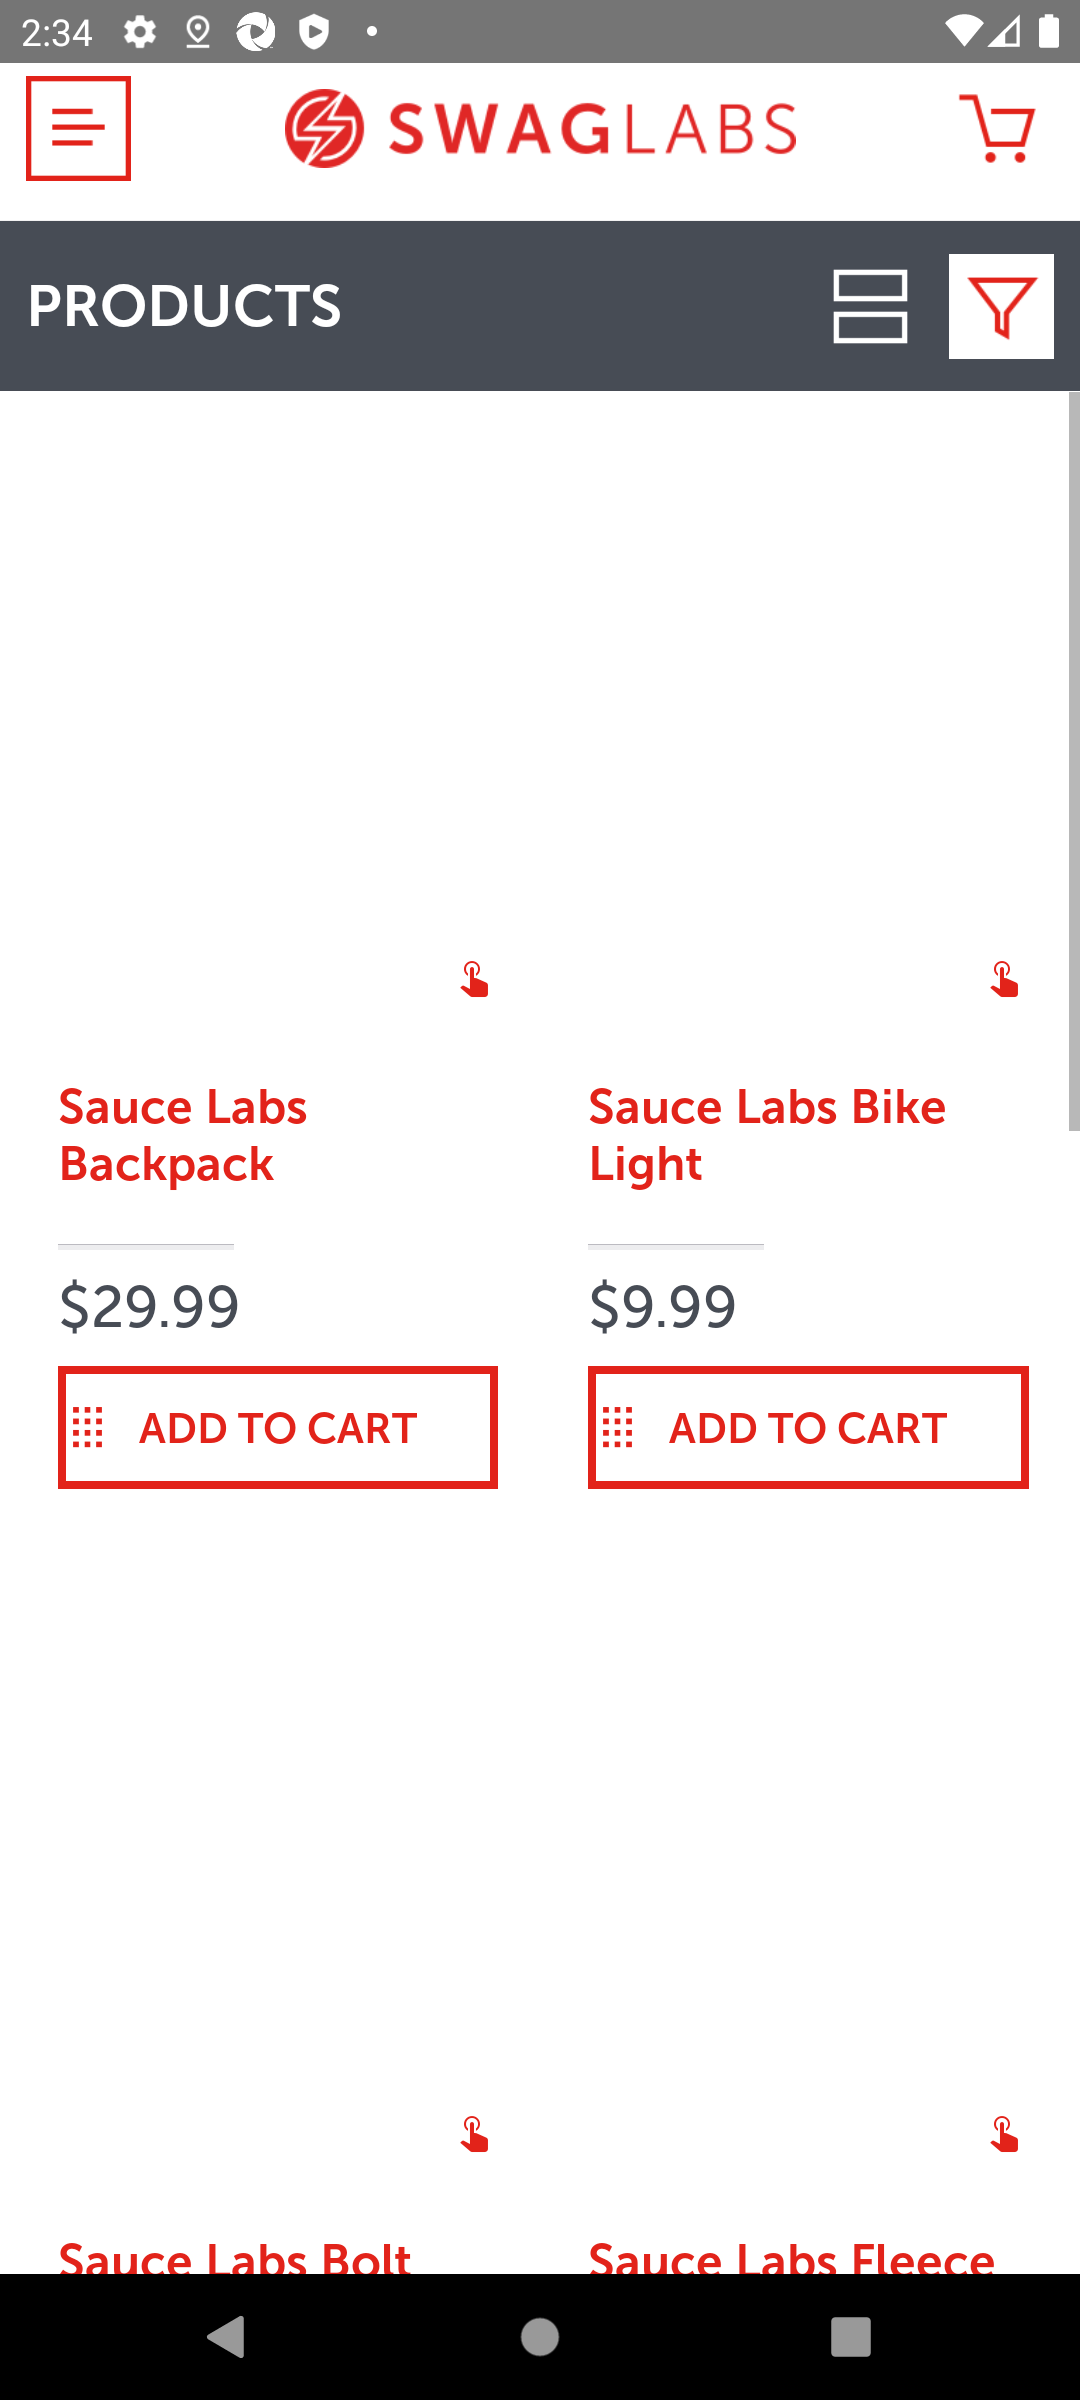 2:34
SWAGLABS
PRODUCTS
Sauce Labs Backpack
Sauce Labs Bike Light
$29.99
$9.99
ADD TO CART
ADD TO CART
Sauce Labs Bolt
Sauce Labs Fleece